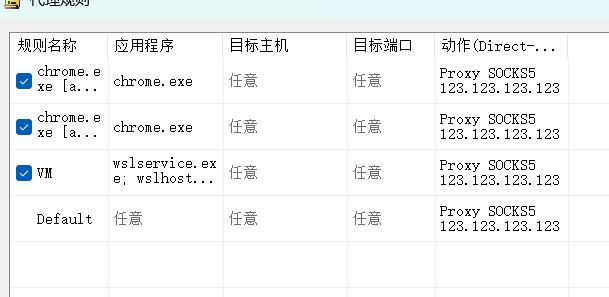 代理规则
规则名称 应用程序 目标主机 目标端口 动作(Direct-...
chrome.e
xe [a... chrome.exe 任意 任意 Proxy SOCKS5
123.123.123.123
chrome.e
xe [a... chrome.exe 任意 任意 Proxy SOCKS5
123.123.123.123
VM wslservice.ex
e; wslhost... 任意 任意 Proxy SOCKS5
123.123.123.123
Default 任意 任意 任意 Proxy SOCKS5
123.123.123.123